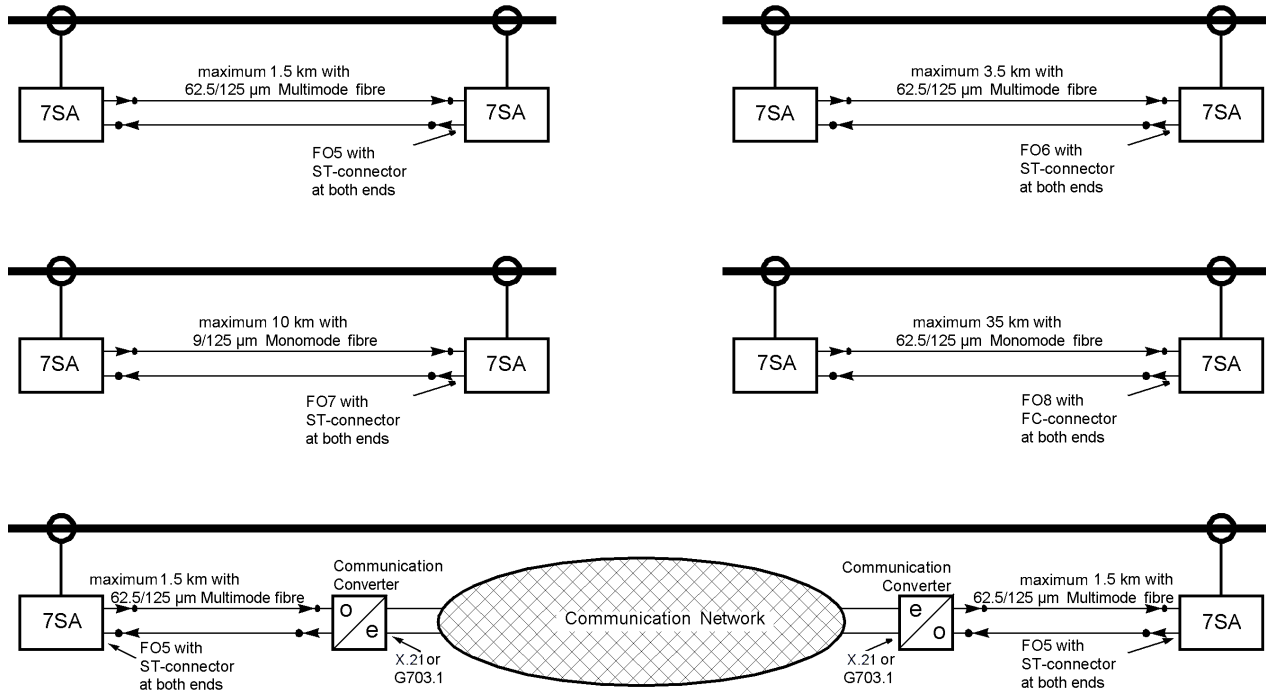 maximum 1.5 km with
62.5/125 µm Multimode fibre
7SA
7SA
FO5 with
ST-connector
at both ends
maximum 3.5 km with
62.5/125 µm Multimode fibre
7SA
7SA
FO6 with
ST-connector
at both ends
maximum 10 km with
9/125 µm Monomode fibre
7SA
7SA
FO7 with
ST-connector
at both ends
maximum 35 km with
62.5/125 µm Monomode fibre
7SA
7SA
FO8 with
FC-connector
at both ends
maximum 1.5 km with
62.5/125 µm Multimode fibre
7SA
FO5 with
ST-connector
at both ends
Communication
Converter
o
e
X.21 or
G703.1
Communication Network
Communication
Converter
e
o
X.21 or
G703.1
maximum 1.5 km with
62.5/125 µm Multimode fibre
7SA
FO5 with
ST-connector
at both ends